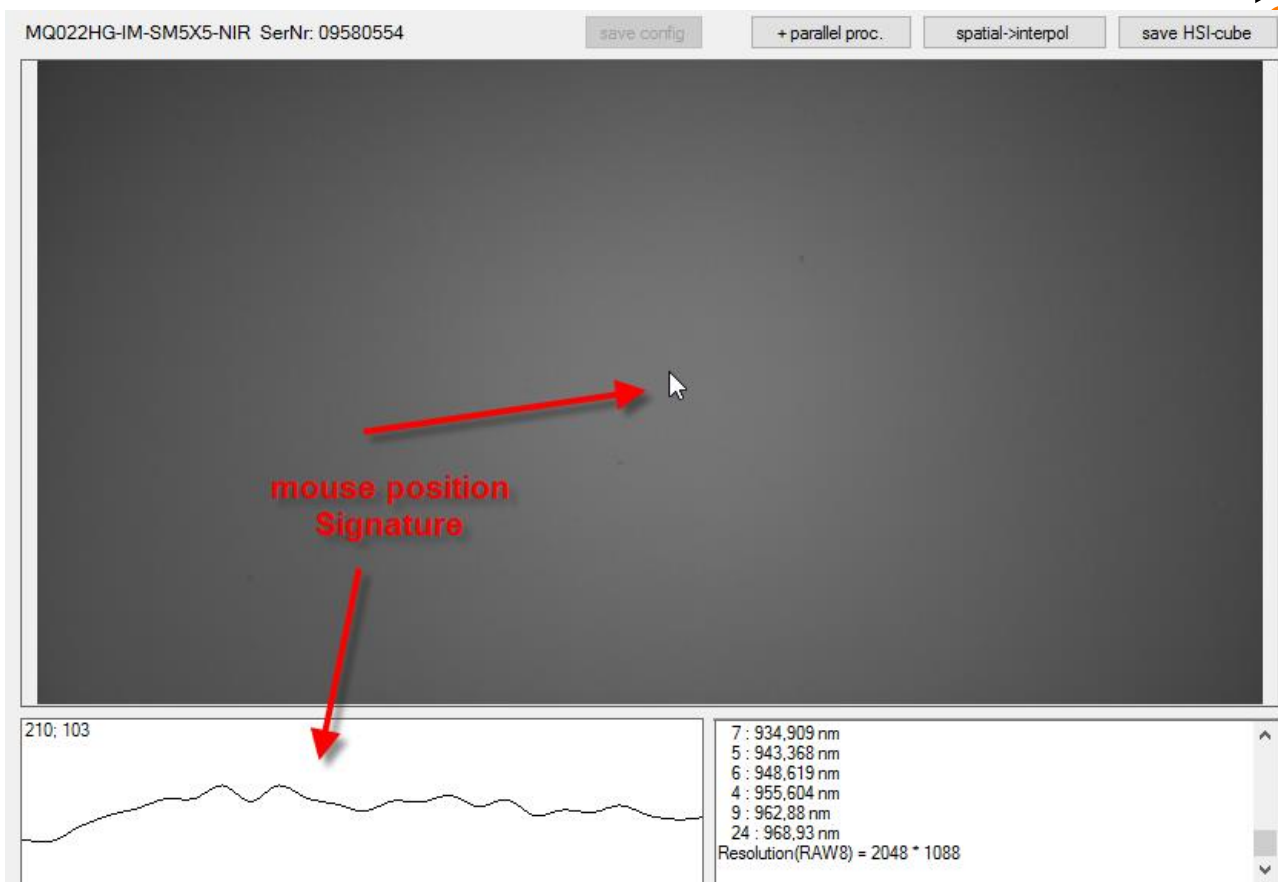 MQ022HG-IM-SM5X5-NIR SerNr: 09580554
save config
+ parallel proc.
spatial->interpol
save HSI-cube
mouse position
Signature
210; 103
7 : 934,909 nm
5 : 943,368 nm
6 : 948,619 nm
4 : 955,604 nm
9 : 962,88 nm
24 : 968,93 nm
Resolution(RAW8) = 2048 * 1088